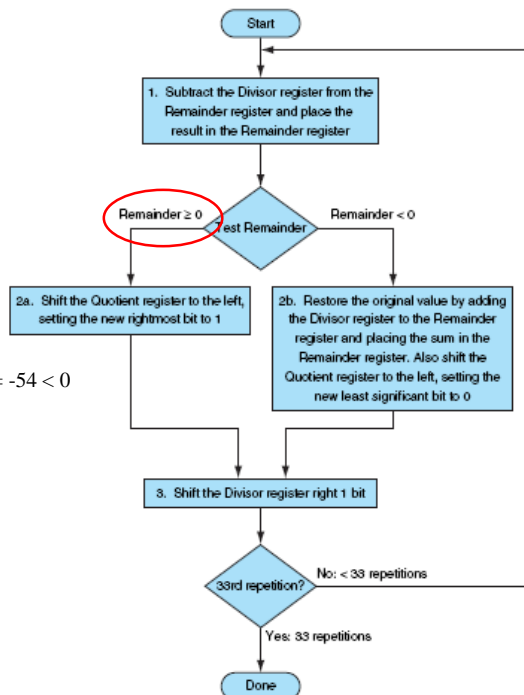 Start
1. Subtract the Divisor register from the
Remainder register and place the
result in the Remainder register
Remainder ≥ 0
Test Remainder
Remainder < 0
2a. Shift the Quotient register to the left,
setting the new rightmost bit to 1
2b. Restore the original value by adding
the Divisor register to the Remainder
register and placing the sum in the
Remainder register. Also shift the
Quotient register to the left, setting the
new least significant bit to 0
= -54 < 0
3. Shift the Divisor register right 1 bit
33rd repetition?
No: < 33 repetitions
Yes: 33 repetitions
Done